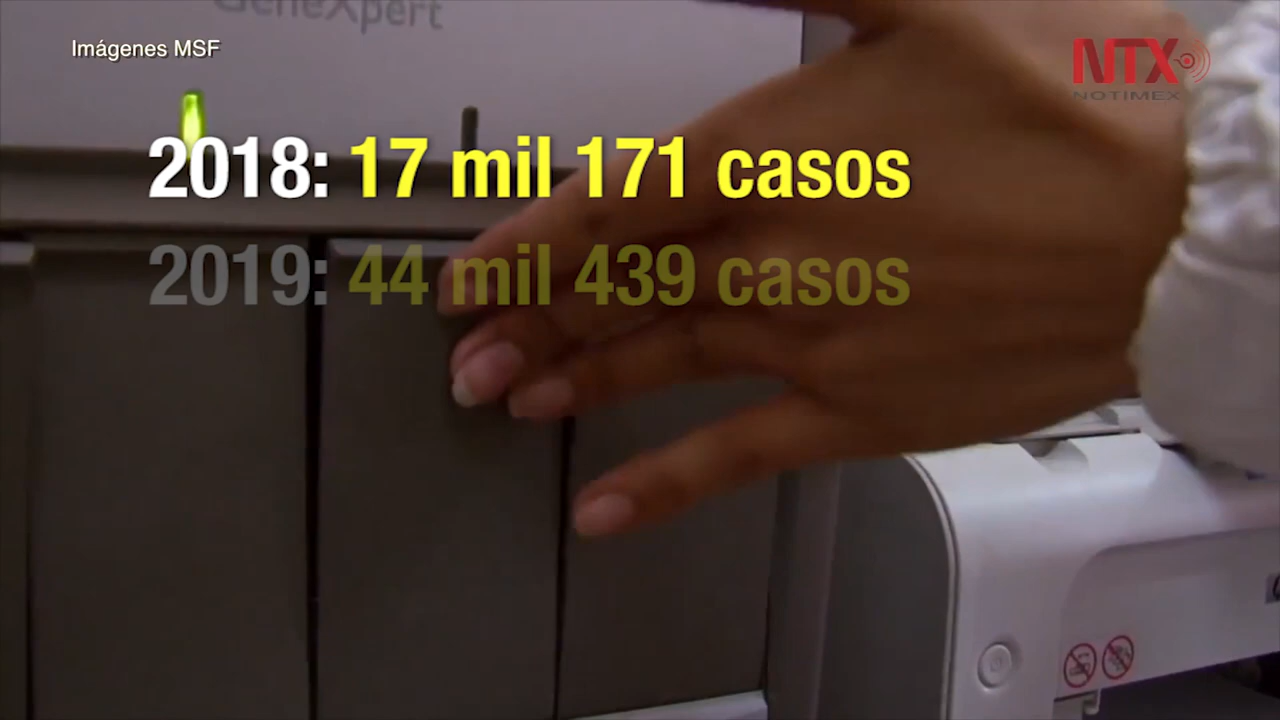 GeneXpert
Imágenes MSF
NTX
NOTIMEX
2018: 17 mil 171 casos
2019: 44 mil 439 casos